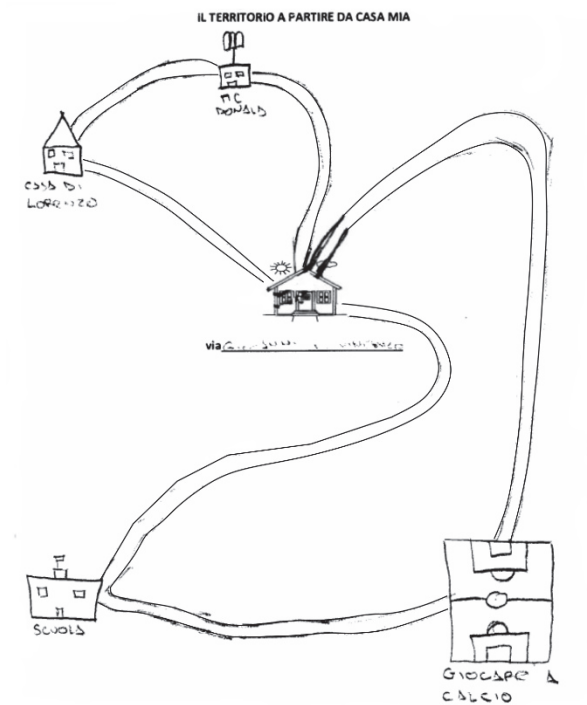 IL TERRITORIO A PARTIRE DA CASA MIA
MC
DONALD
CASA DI
LORENZO
via
SCUOLA
GIOCARE A
CALCIO